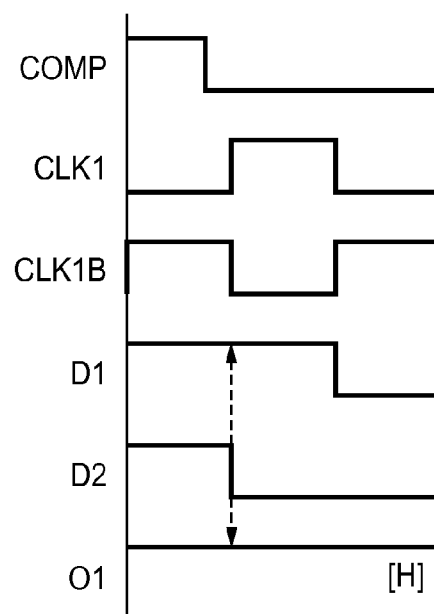 COMP
CLK1
CLK1B
D1
D2
O1
[H]